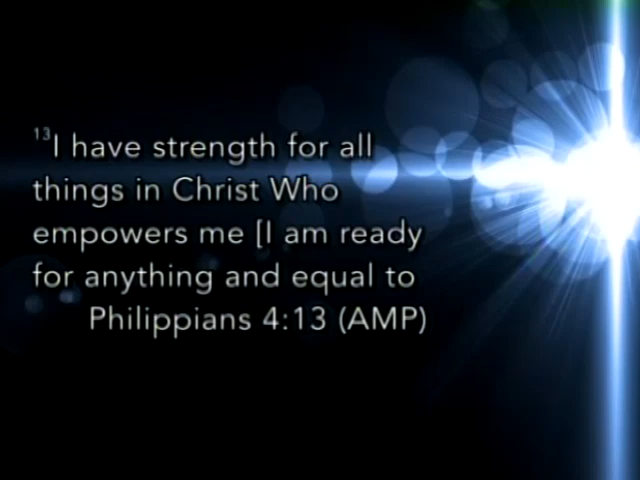 ¹³I have strength for all
things in Christ Who
empowers me [I am ready
for anything and equal to
Philippians 4:13 (AMP)